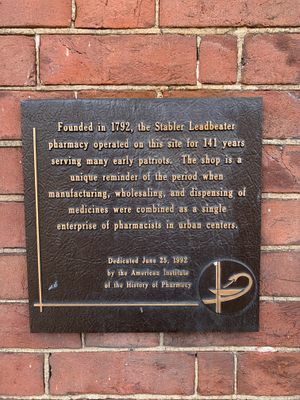 Founded in 1792, the Stabler Leadbeater
pharmacy operated on this site for 141 years
serving many early patriots. The shop is a
unique reminder of the period when
manufacturing, wholesaling, and dispensing of
medicines were combined as a single
enterprise of pharmacists in urban centers.
Dedicated June 25, 1992
by the American Institute
of the History of Pharmacy